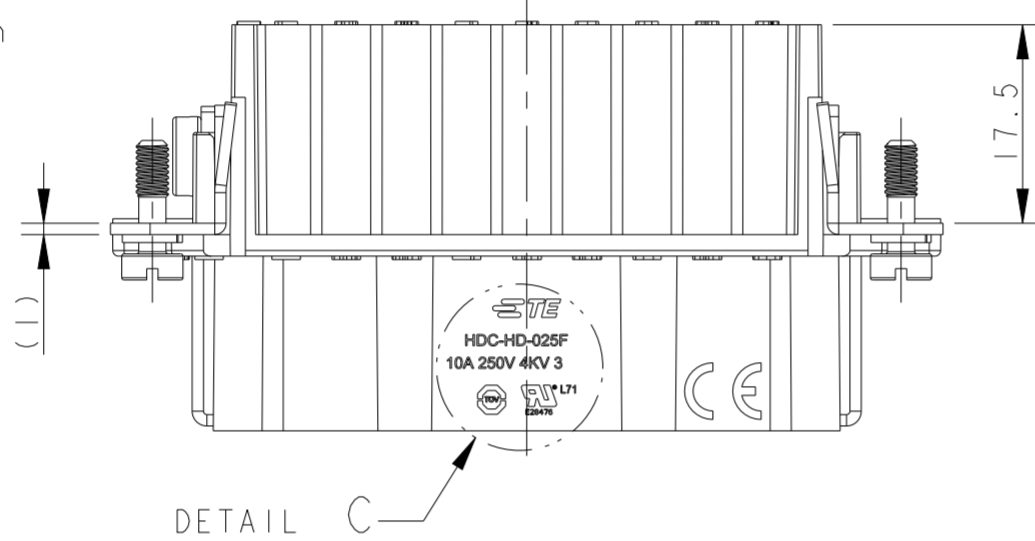 17.5
(1)
TE
HDC-HD-025F
10A 250V 4KV 3
TÜV
L71
E28476
CE
DETAIL C